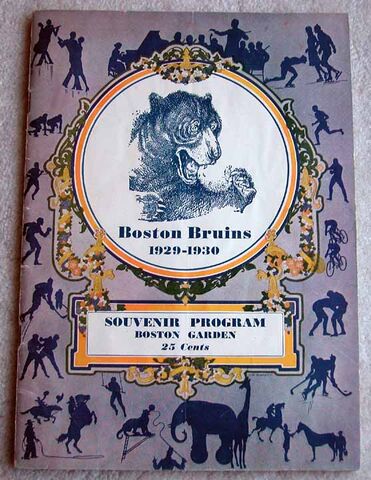 Boston Bruins
1929-1930
SOUVENIR PROGRAM
BOSTON GARDEN
25 Cents